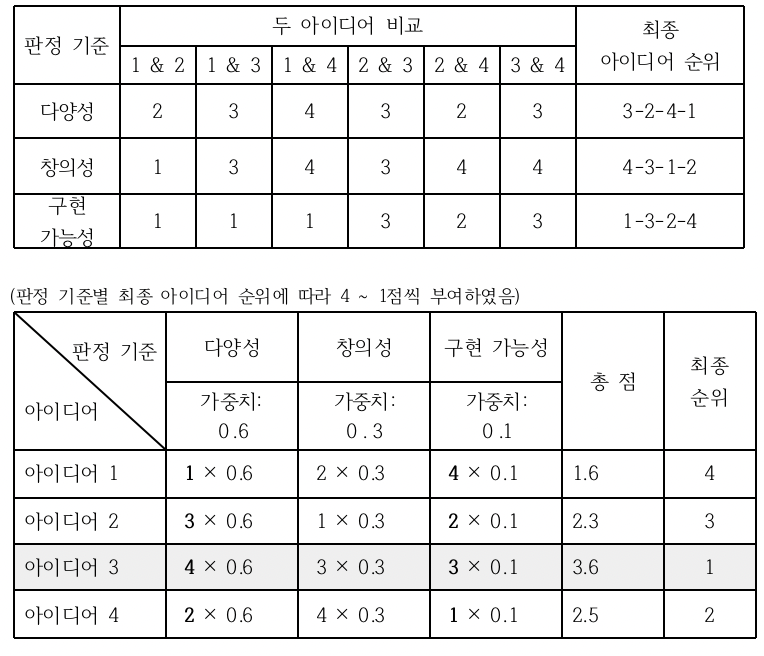 판정 기준 두 아이디어 비교 최종 아이디어 순위
1 & 2 1 & 3 1 & 4 2 & 3 2 & 4 3 & 4
다양성 2 3 4 3 2 3 3-2-4-1
창의성 1 3 4 3 4 4 4-3-1-2
구현 가능성 1 1 1 3 2 3 1-3-2-4
(판정 기준별 최종 아이디어 순위에 따라 4 ~ 1점씩 부여하였음)
판정 기준 다양성 창의성 구현 가능성 총 점 최종 순위
아이디어 가중치: 0.6 가중치: 0.3 가중치: 0.1
아이디어 1 1 × 0.6 2 × 0.3 4 × 0.1 1.6 4
아이디어 2 3 × 0.6 1 × 0.3 2 × 0.1 2.3 3
아이디어 3 4 × 0.6 3 × 0.3 3 × 0.1 3.6 1
아이디어 4 2 × 0.6 4 × 0.3 1 × 0.1 2.5 2